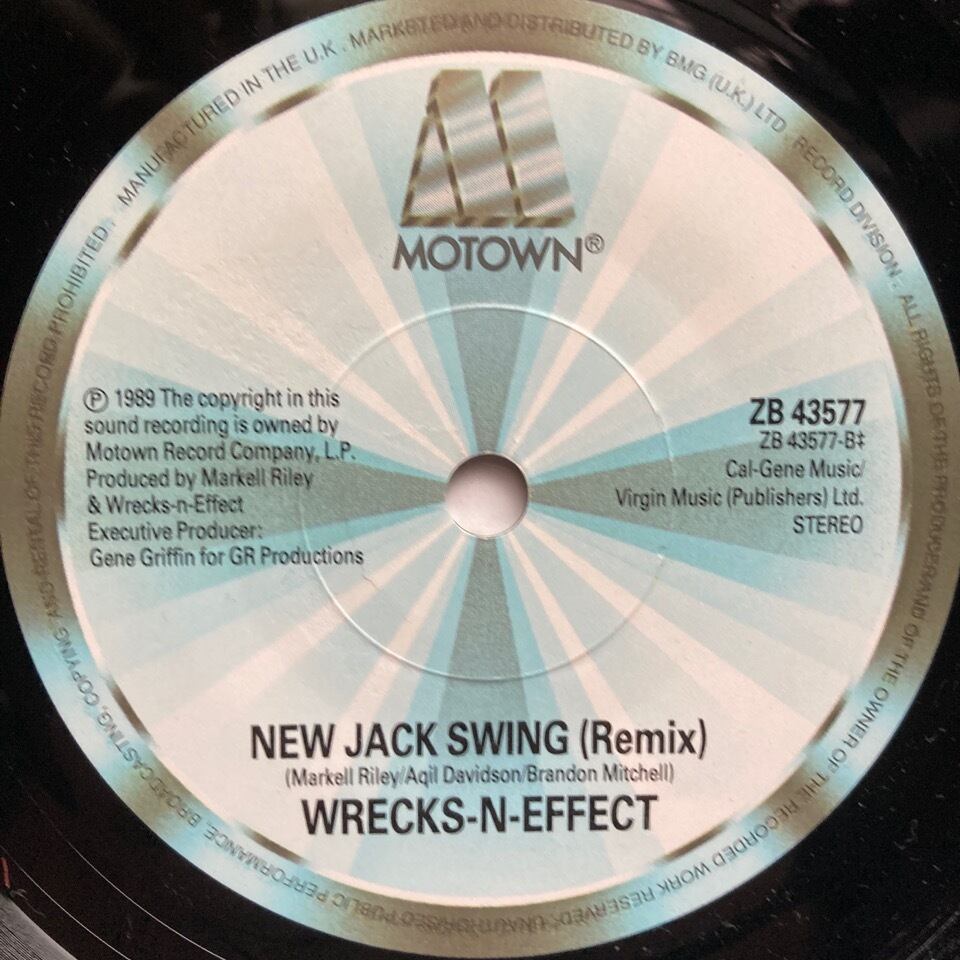 MANUFACTURED IN THE U.K. MARKETED AND DISTRIBUTED BY BMG (U.K.) LTD. RECORD DIVISION. ALL RIGHTS OF THE PRODUCER AND OF THE OWNER OF THE RECORDED WORK RESERVED. UNAUTHORISED PUBLIC PERFORMANCE, BROADCASTING, COPYING AND RENTAL OF THIS RECORD PROHIBITED.
MOTOWN®
℗ 1989 The copyright in this
sound recording is owned by
Motown Record Company, L.P.
Produced by Markell Riley
& Wrecks-n-Effect
Executive Producer:
Gene Griffin for GR Productions
ZB 43577
ZB 43577-B‡
Cal-Gene Music/
Virgin Music (Publishers) Ltd.
STEREO
NEW JACK SWING (Remix)
(Markell Riley/Aqil Davidson/Brandon Mitchell)
WRECKS-N-EFFECT